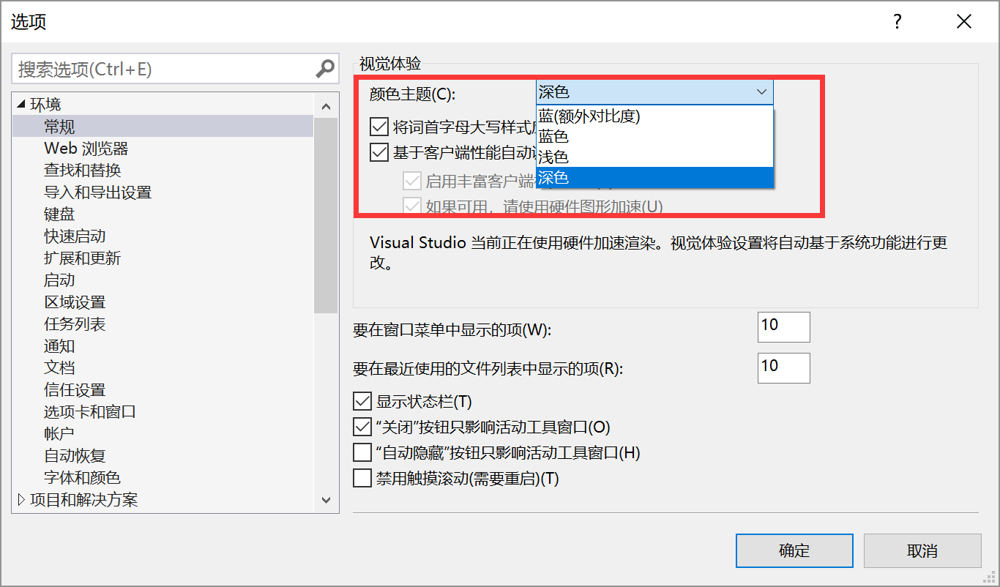 选项
搜索选项(Ctrl+E)
环境
常规
Web 浏览器
查找和替换
导入和导出设置
键盘
快速启动
扩展和更新
启动
区域设置
任务列表
通知
文档
信任设置
选项卡和窗口
帐户
自动恢复
字体和颜色
项目和解决方案
视觉体验
颜色主题(C):
深色
蓝(额外对比度)
蓝色
浅色
深色
将词首字母大写样式
基于客户端性能自动
启用丰富客户端
如果可用，请使用硬件图形加速(U)
Visual Studio 当前正在使用硬件加速渲染。视觉体验设置将自动基于系统功能进行更
改。
要在窗口菜单中显示的项(W):
10
要在最近使用的文件列表中显示的项(R):
10
显示状态栏(T)
“关闭”按钮只影响活动工具窗口(O)
“自动隐藏”按钮只影响活动工具窗口(H)
禁用触摸滚动(需要重启)(T)
确定
取消